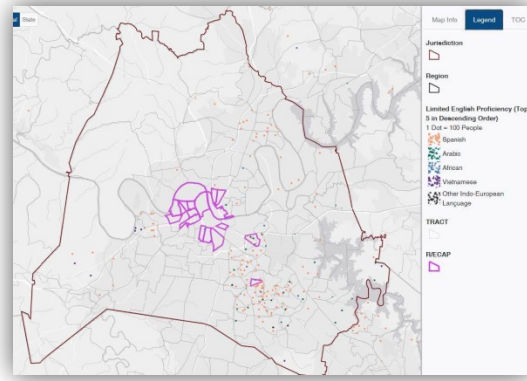 State
Map Info Legend TOC
Jurisdiction
Region
Limited English Proficiency (Top
5 in Descending Order)
1 Dot = 100 People
Spanish
Arabic
African
Vietnamese
Other Indo-European
Language
TRACT
R/ECAP